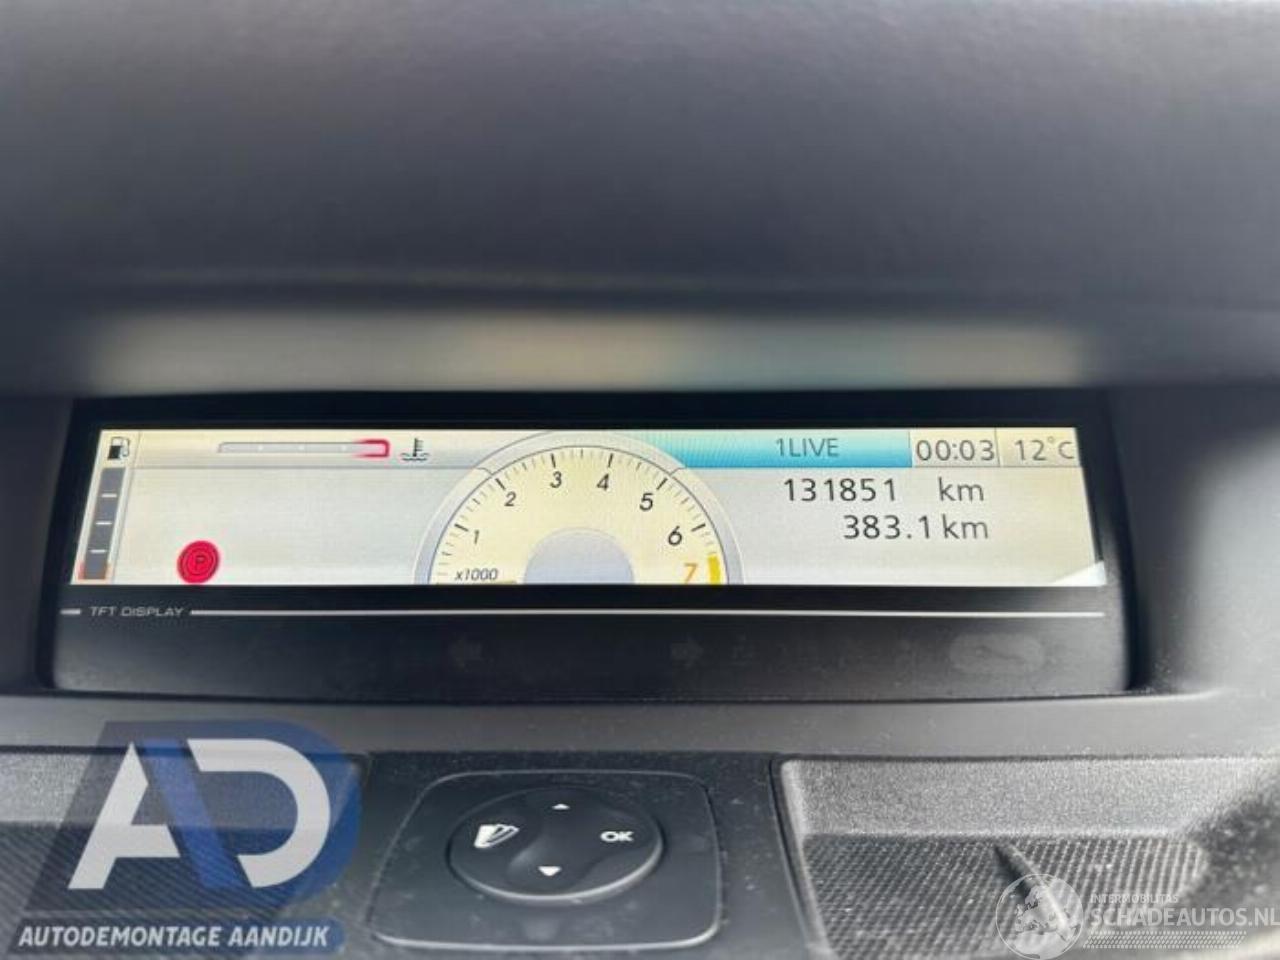 1LIVE 00:03 12°C
131851 km
383.1 km
1 2 3 4 5 6 7
x1000
P
TFT DISPLAY
OK
AD
AUTODEMONTAGE AANDIJK
INTERMOBILITAS
SCHADEAUTOS.NL